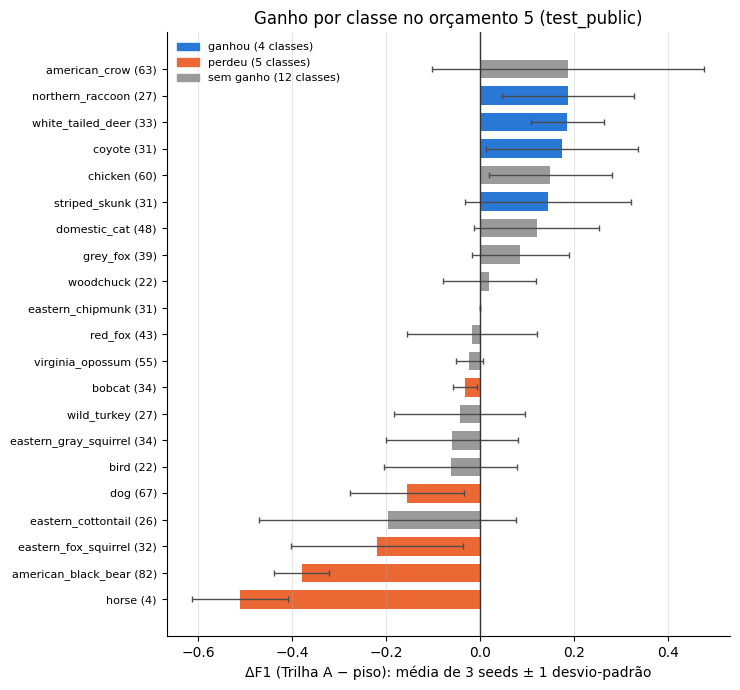 Ganho por classe no orçamento 5 (test_public)
ganhou (4 classes)
perdeu (5 classes)
sem ganho (12 classes)
american_crow (63)
northern_raccoon (27)
white_tailed_deer (33)
coyote (31)
chicken (60)
striped_skunk (31)
domestic_cat (48)
grey_fox (39)
woodchuck (22)
eastern_chipmunk (31)
red_fox (43)
virginia_opossum (55)
bobcat (34)
wild_turkey (27)
eastern_gray_squirrel (34)
bird (22)
dog (67)
eastern_cottontail (26)
eastern_fox_squirrel (32)
american_black_bear (82)
horse (4)
−0.6 −0.4 −0.2 0.0 0.2 0.4
ΔF1 (Trilha A − piso): média de 3 seeds ± 1 desvio-padrão